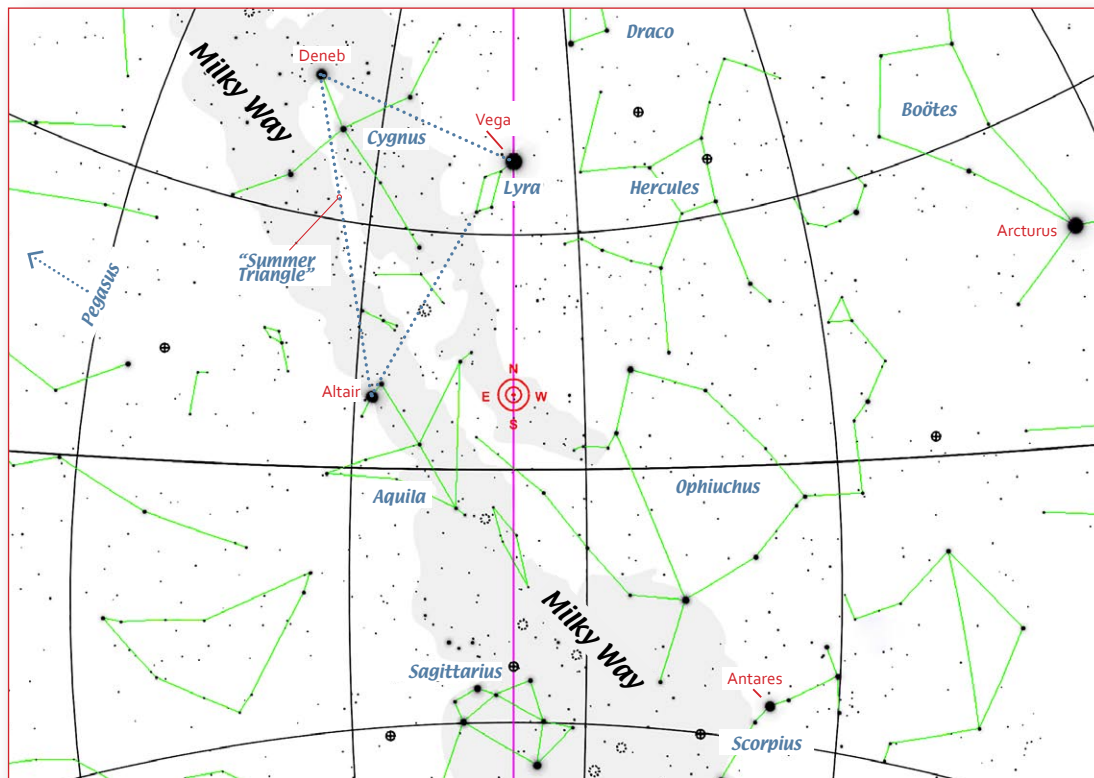 Draco
Deneb
Milky Way
Boötes
Vega
Cygnus
Lyra
Hercules
Arcturus
“Summer
Triangle”
Pegasus
N
Altair
E
W
S
Aquila
Ophiuchus
Milky Way
Sagittarius
Antares
Scorpius